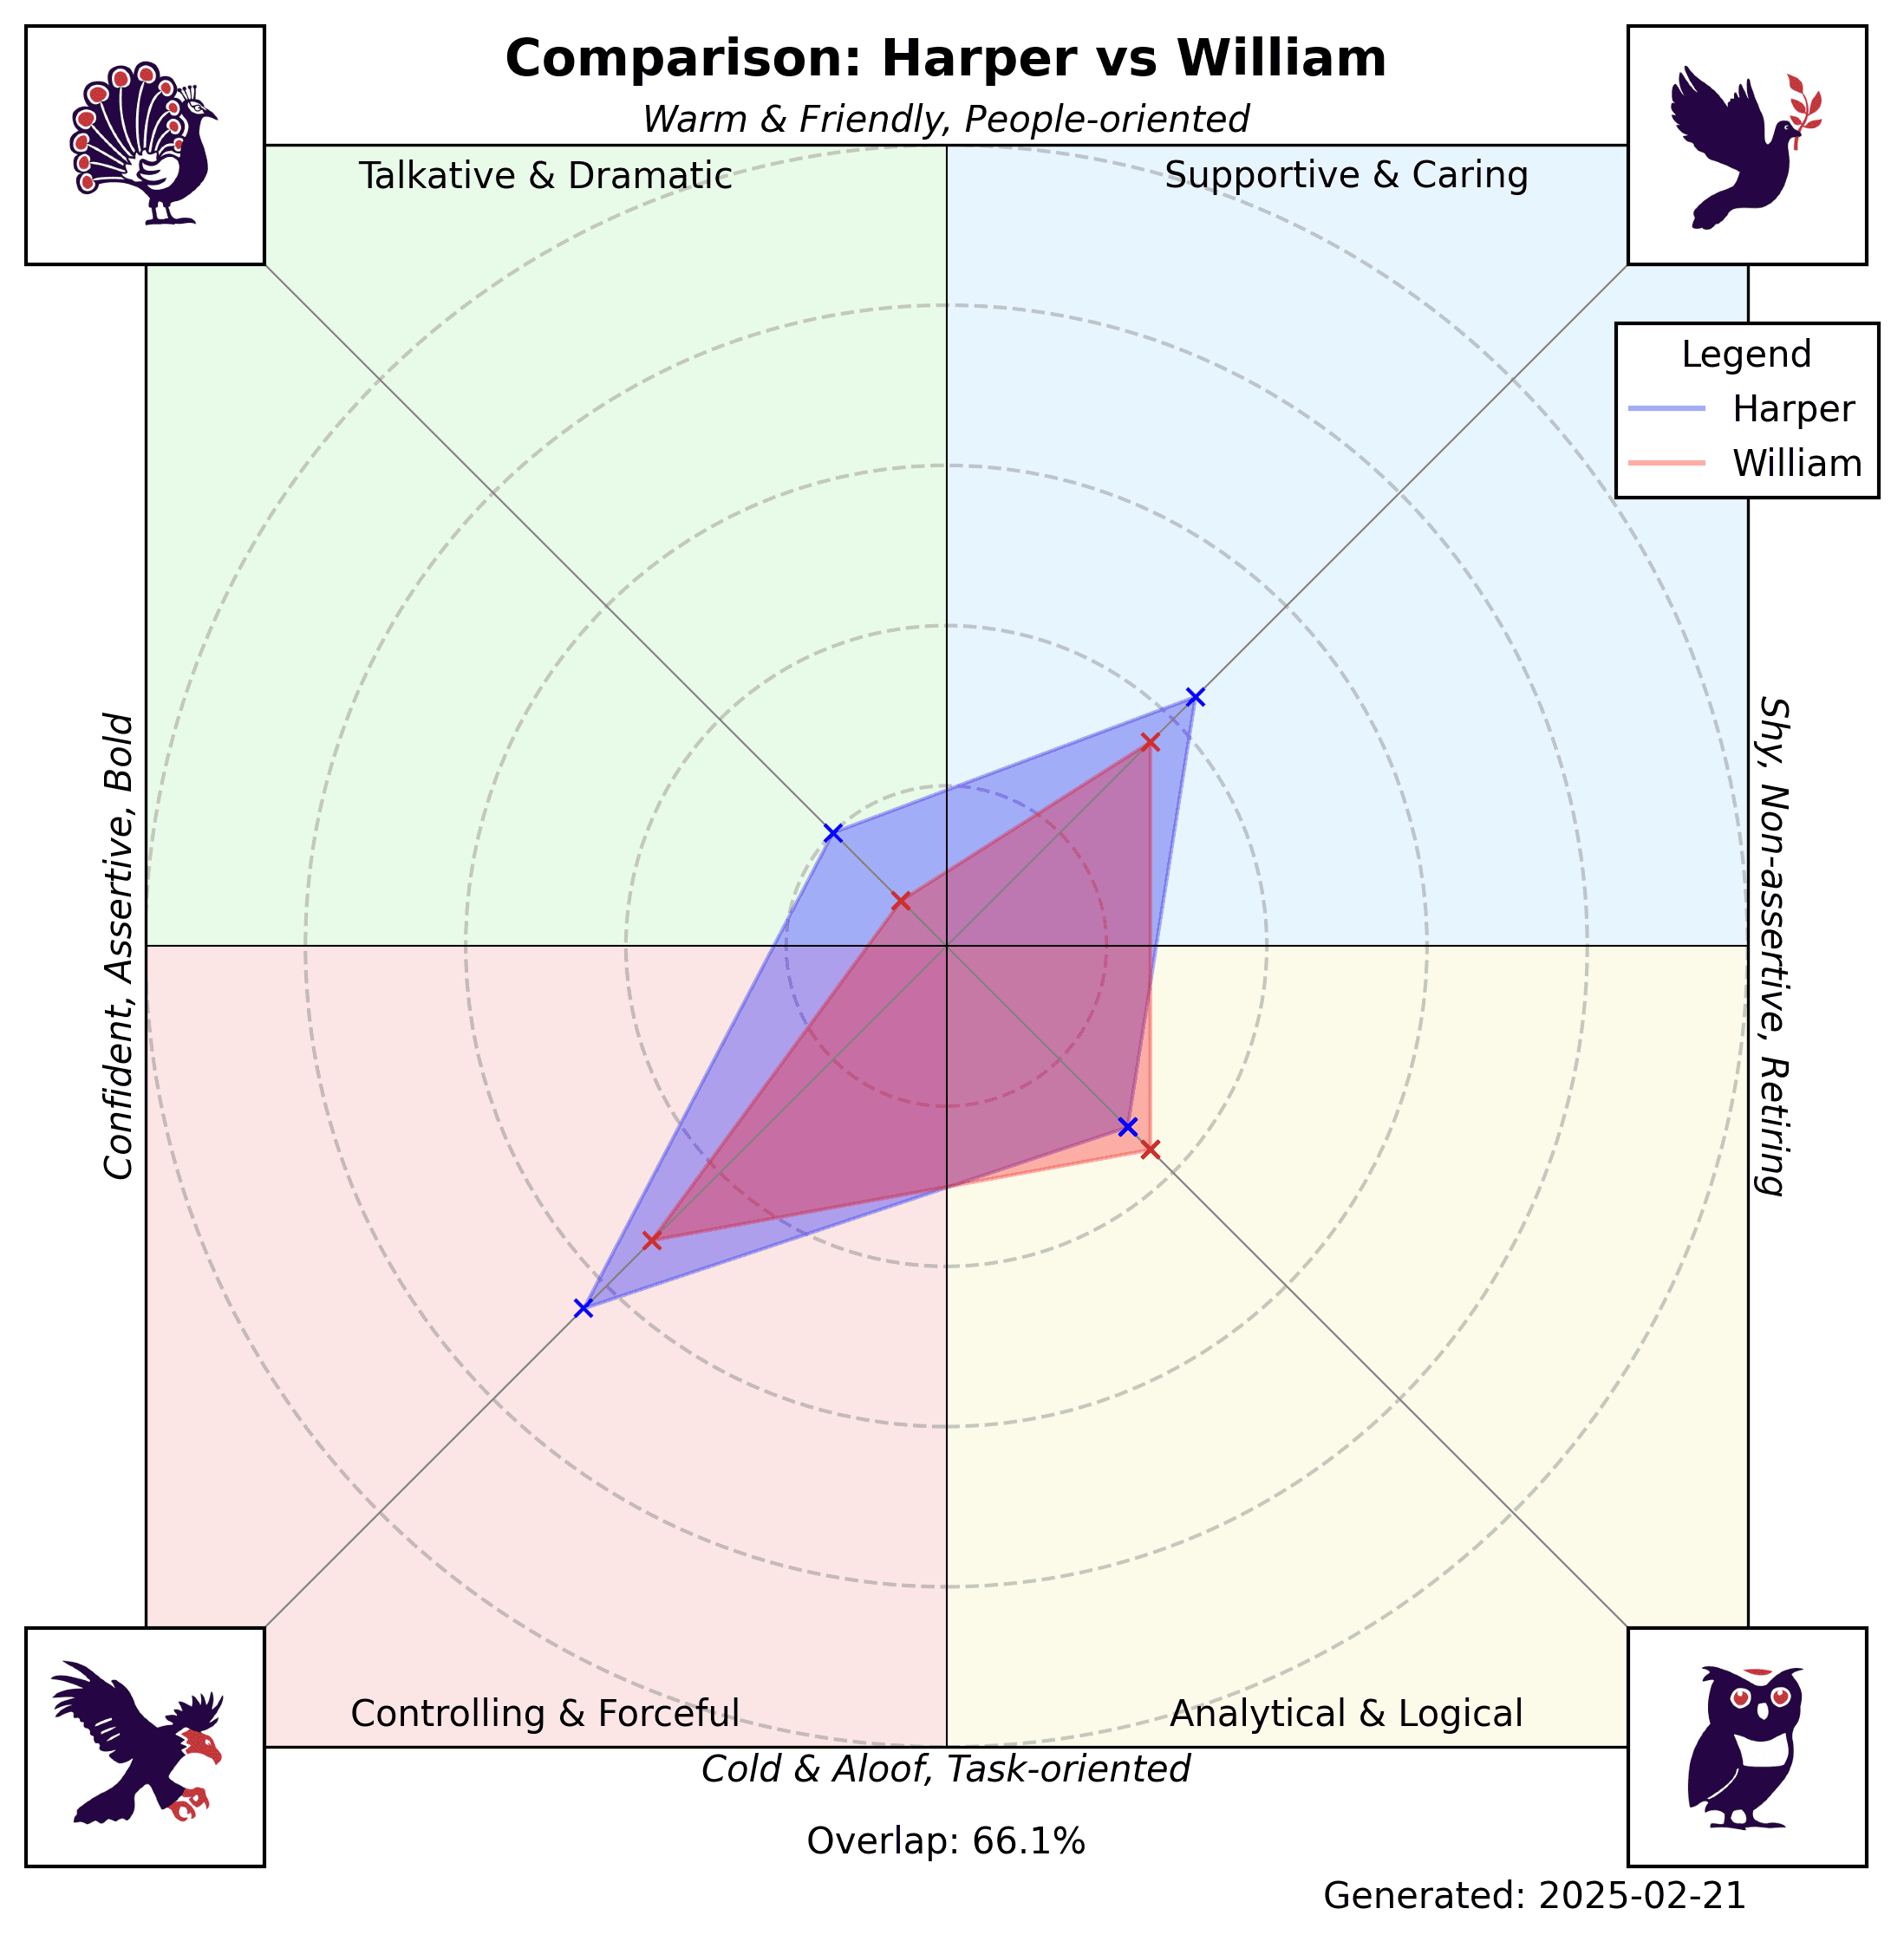 Comparison: Harper vs William
Warm & Friendly, People-oriented
Talkative & Dramatic
Supportive & Caring
Legend
Harper
William
Confident, Assertive, Bold
Shy, Non-assertive, Retiring
Controlling & Forceful
Analytical & Logical
Cold & Aloof, Task-oriented
Overlap: 66.1%
Generated: 2025-02-21